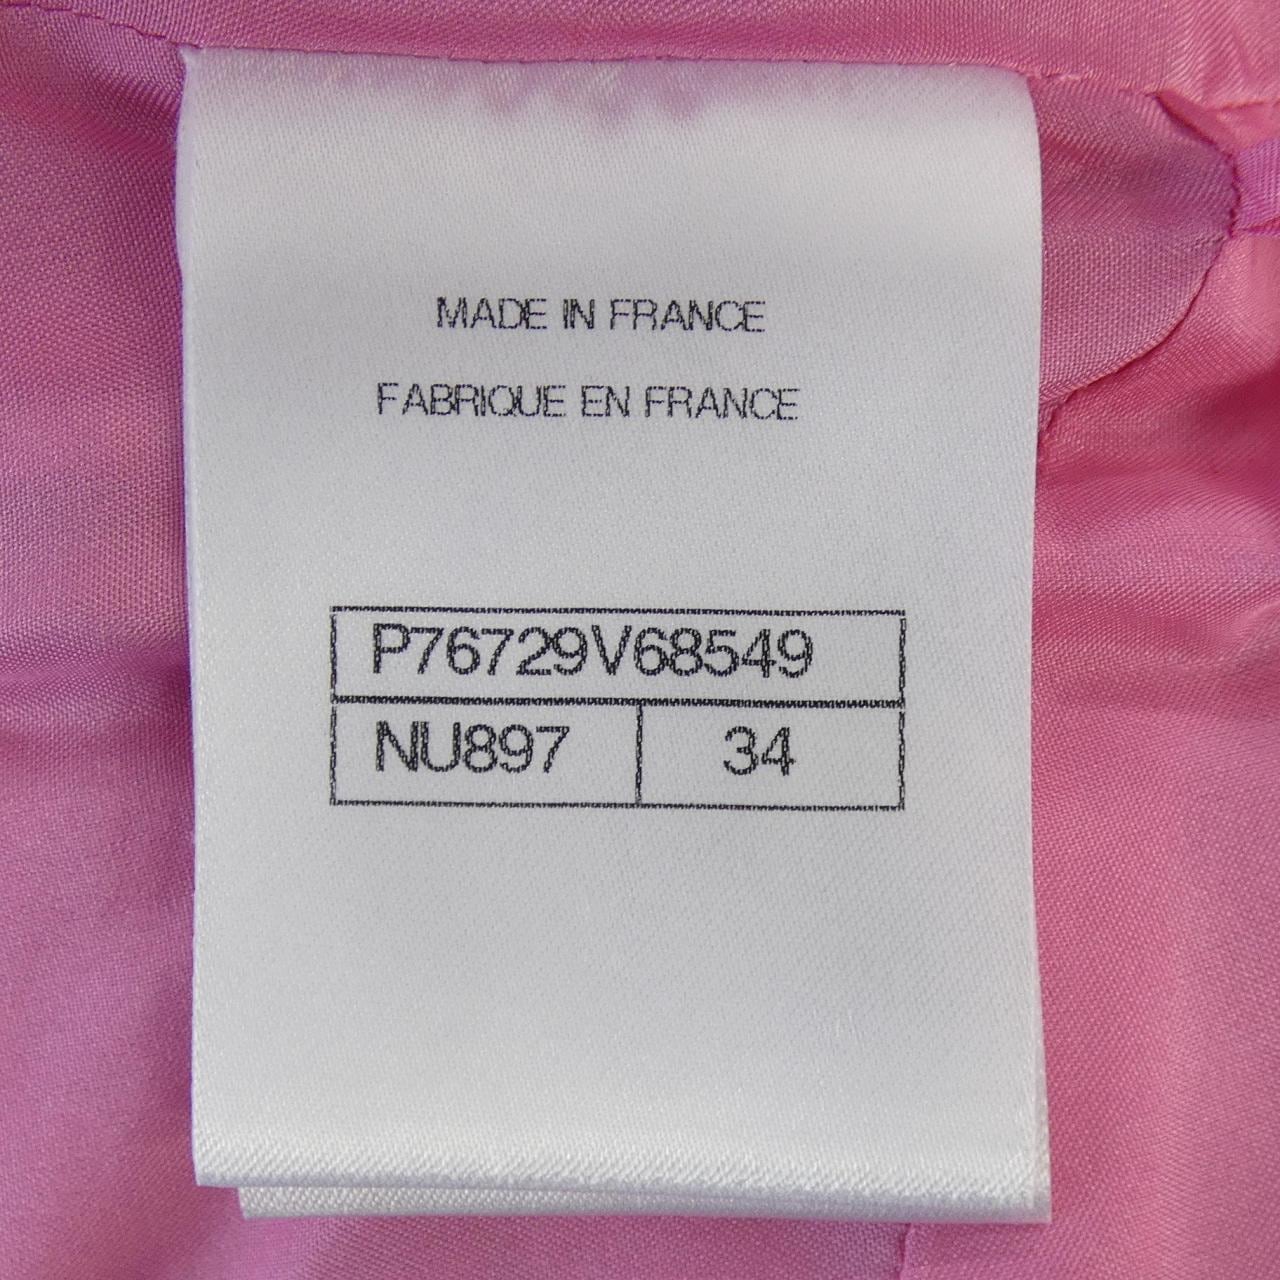 MADE IN FRANCE
FABRIQUE EN FRANCE
P76729V68549
NU897 34